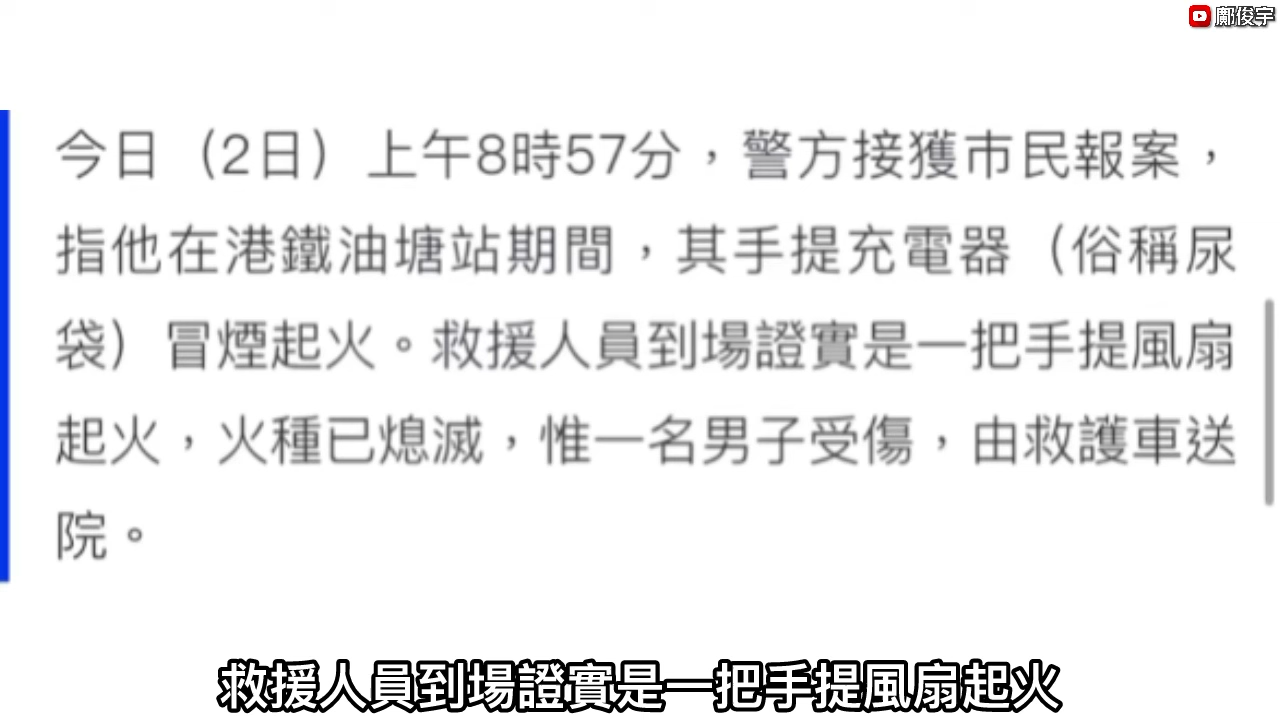 鄺俊宇
今日（2日）上午8時57分，警方接獲市民報案，
指他在港鐵油塘站期間，其手提充電器（俗稱尿
袋）冒煙起火。救援人員到場證實是一把手提風扇
起火，火種已熄滅，惟一名男子受傷，由救護車送
院。
救援人員到場證實是一把手提風扇起火